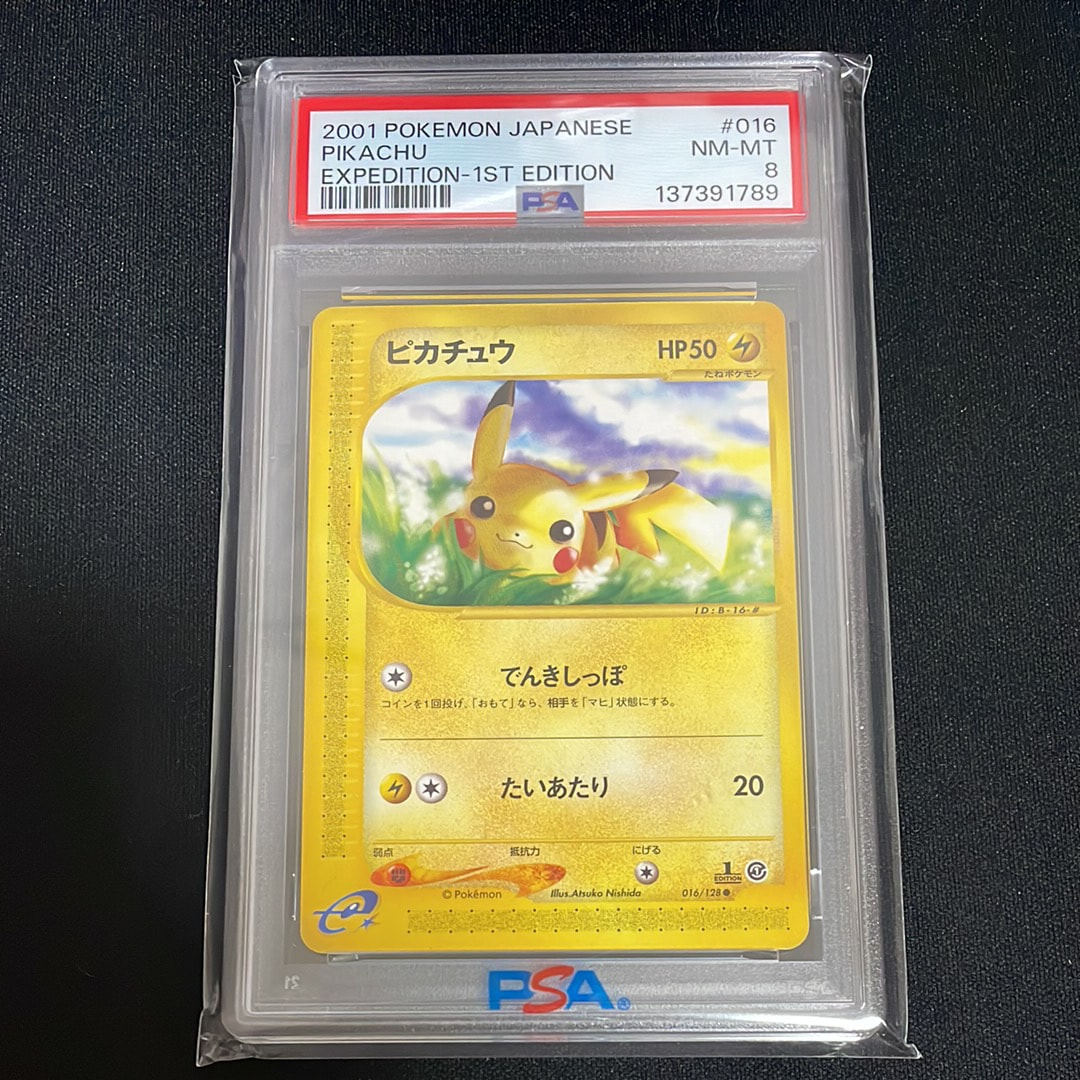 2001 POKEMON JAPANESE #016
PIKACHU NM-MT
EXPEDITION-1ST EDITION 8
PSA 137391789
ピカチュウ HP50
たねポケモン
ID:B-16-#
でんきしっぽ
コインを1回投げ、「おもて」なら、相手を「マヒ」状態にする。
たいあたり 20
弱点 抵抗力 にげる
1
EDITION
©Pokémon Illus.Atsuko Nishida 016/128 ●
e
PSA®
21